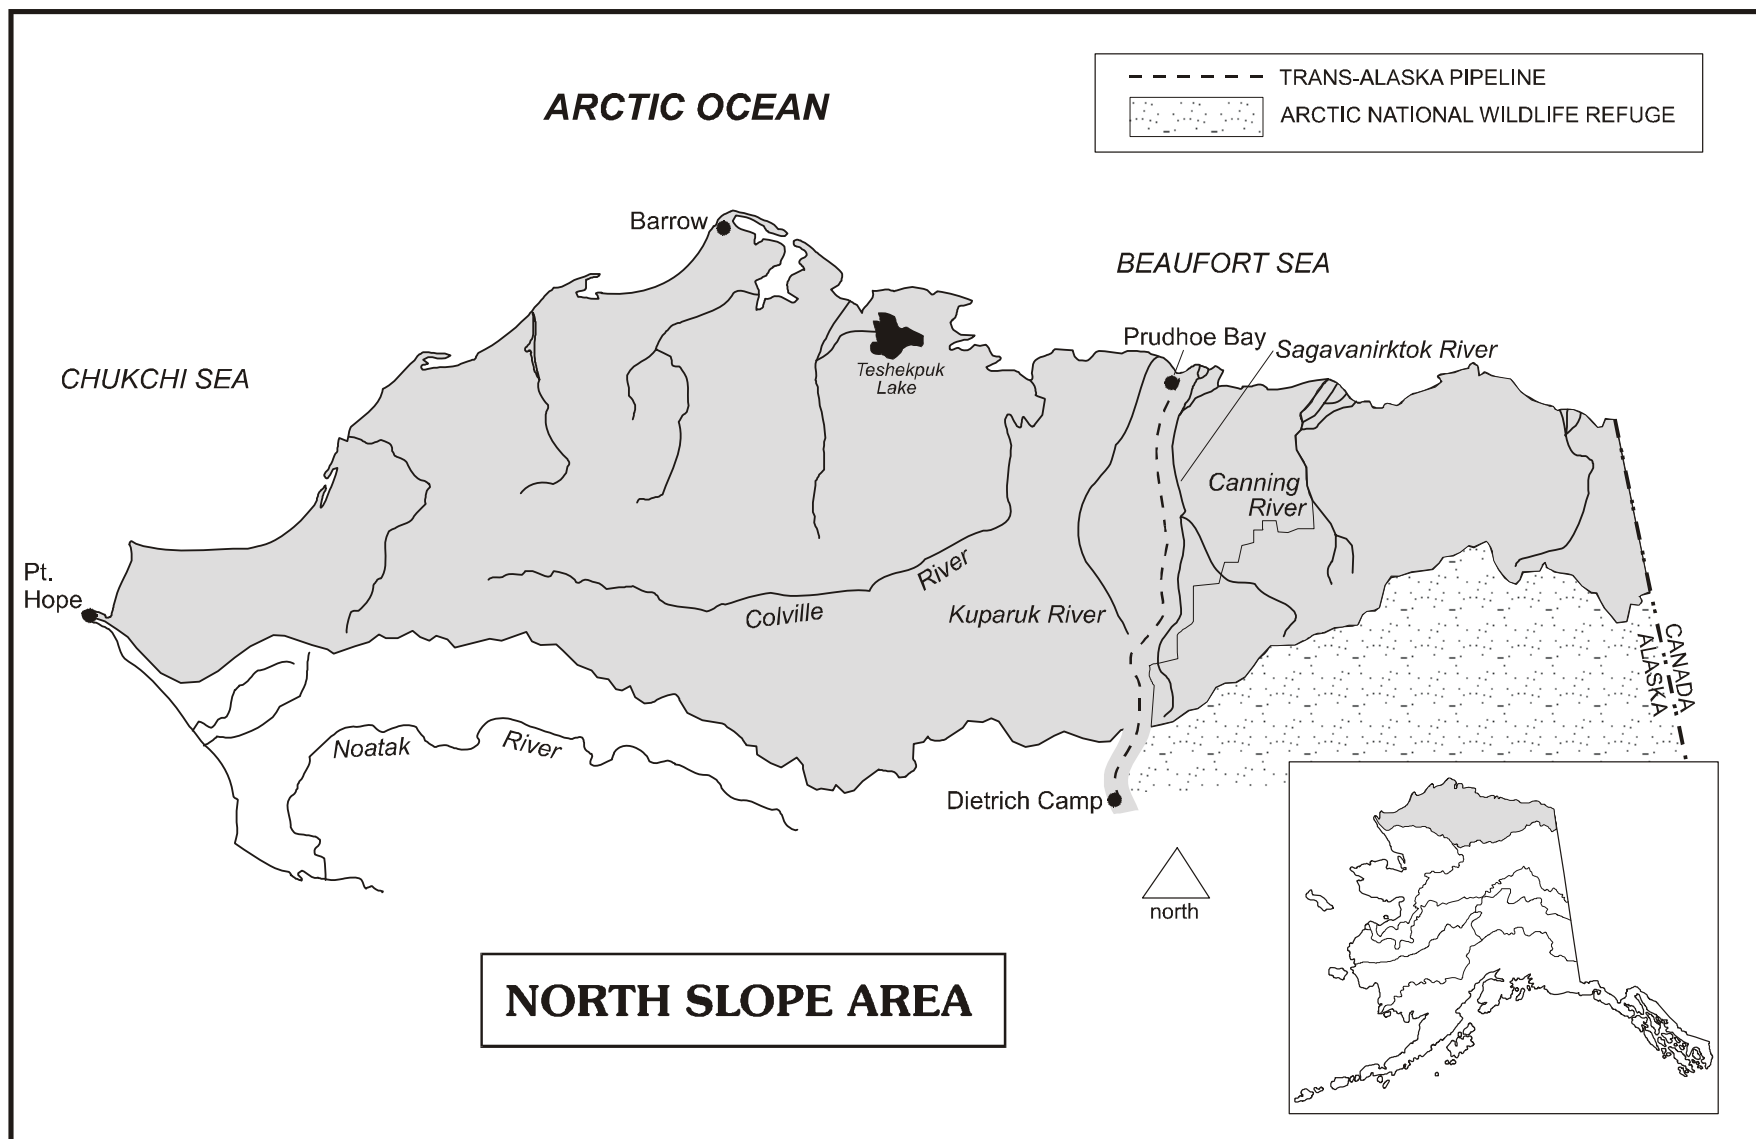 TRANS-ALASKA PIPELINE
ARCTIC NATIONAL WILDLIFE REFUGE
ARCTIC OCEAN
Barrow
BEAUFORT SEA
Prudhoe Bay
Sagavanirktok River
CHUKCHI SEA
Teshekpuk
Lake
Canning
River
Pt.
Hope
River
Colville
Kuparuk River
CANADA
ALASKA
Noatak
River
Dietrich Camp
north
NORTH SLOPE AREA